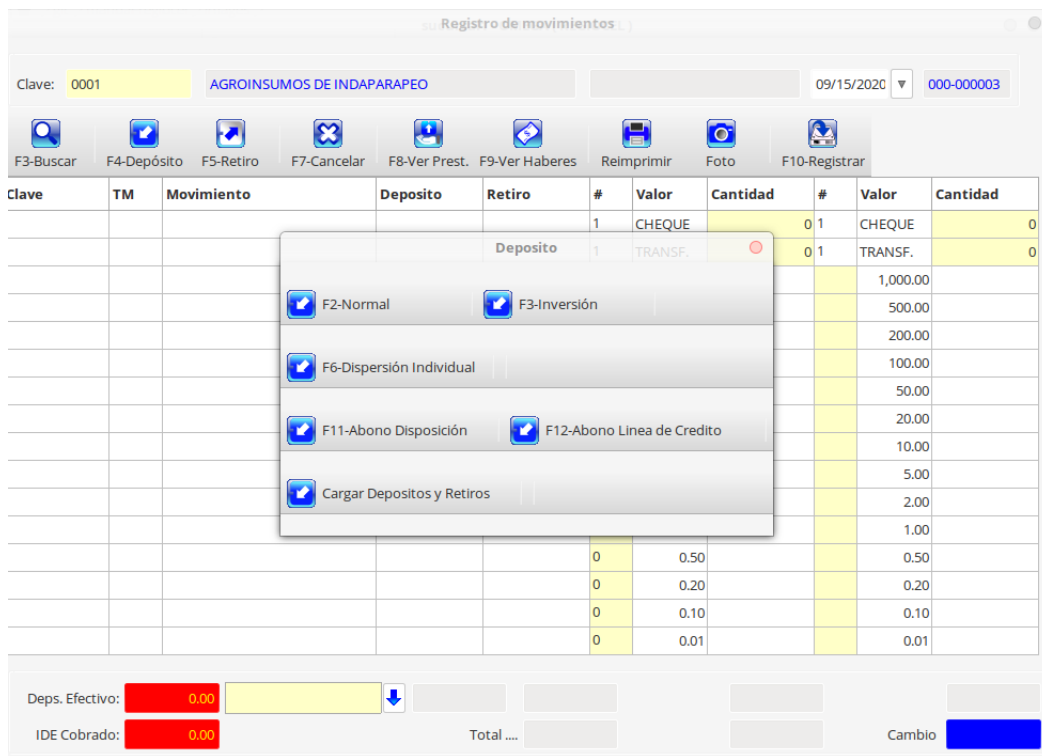 Registro de movimientos
Clave: 0001 AGROINSUMOS DE INDAPARAPEO 09/15/2020 000-000003
F3-Buscar F4-Depósito F5-Retiro F7-Cancelar F8-Ver Prest. F9-Ver Haberes Reimprimir Foto F10-Registrar
Clave TM Movimiento Deposito Retiro # Valor Cantidad # Valor Cantidad
1 CHEQUE 0 1 CHEQUE 0
Deposito
1 TRANSF. 0 1 TRANSF. 0
1,000.00
F2-Normal F3-Inversión
500.00
200.00
F6-Dispersión Individual
100.00
50.00
20.00
F11-Abono Disposición F12-Abono Linea de Credito
10.00
5.00
Cargar Depositos y Retiros
2.00
1.00
0 0.50 0.50
0 0.20 0.20
0 0.10 0.10
0 0.01 0.01
Deps. Efectivo: 0.00
IDE Cobrado: 0.00 Total .... Cambio